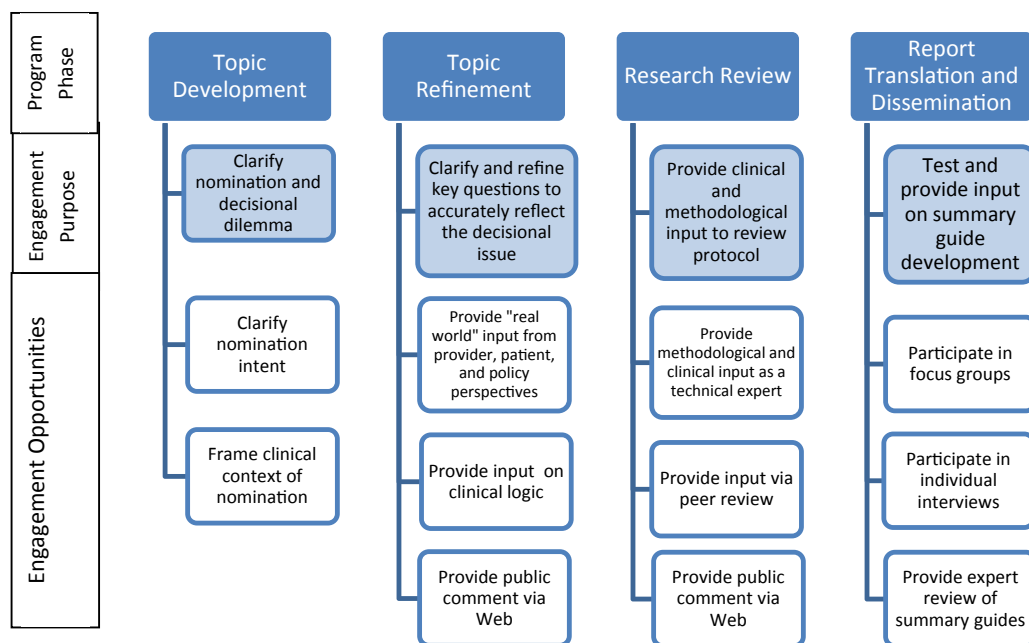 Program
Phase
Topic
Development
Topic
Refinement
Research Review
Report
Translation and
Dissemination
Engagement
Purpose
Clarify
nomination and
decisional
dilemma
Clarify and refine
key questions to
accurately reflect
the decisional
issue
Provide clinical
and
methodological
input to review
protocol
Test and
provide input
on summary
guide
development
Engagement Opportunities
Clarify
nomination
intent
Provide "real
world" input from
provider, patient,
and policy
perspectives
Provide
methodological and
clinical input as a
technical expert
Participate in
focus groups
Frame clinical
context of
nomination
Provide input on
clinical logic
Provide input via
peer review
Participate in
individual
interviews
Provide public
comment via
Web
Provide public
comment via
Web
Provide expert
review of
summary guides